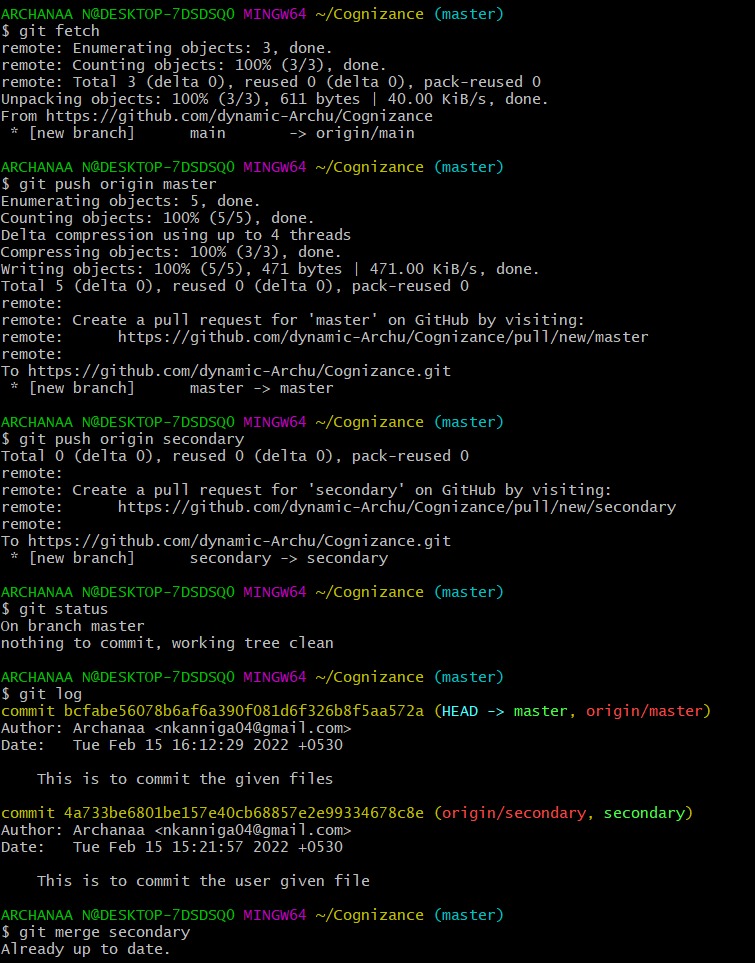 ARCHANAA N@DESKTOP-7DSDSQO MINGW64 ~/Cognizance (master)
$ git fetch
remote: Enumerating objects: 3, done.
remote: Counting objects: 100% (3/3), done.
remote: Total 3 (delta 0), reused 0 (delta 0), pack-reused 0
Unpacking objects: 100% (3/3), 611 bytes | 40.00 KiB/s, done.
From https://github.com/dynamic-Archu/Cognizance
 * [new branch]      main       -> origin/main

ARCHANAA N@DESKTOP-7DSDSQO MINGW64 ~/Cognizance (master)
$ git push origin master
Enumerating objects: 5, done.
Counting objects: 100% (5/5), done.
Delta compression using up to 4 threads
Compressing objects: 100% (3/3), done.
Writing objects: 100% (5/5), 471 bytes | 471.00 KiB/s, done.
Total 5 (delta 0), reused 0 (delta 0), pack-reused 0
remote:
remote: Create a pull request for 'master' on GitHub by visiting:
remote:      https://github.com/dynamic-Archu/Cognizance/pull/new/master
remote:
To https://github.com/dynamic-Archu/Cognizance.git
 * [new branch]      master -> master

ARCHANAA N@DESKTOP-7DSDSQO MINGW64 ~/Cognizance (master)
$ git push origin secondary
Total 0 (delta 0), reused 0 (delta 0), pack-reused 0
remote:
remote: Create a pull request for 'secondary' on GitHub by visiting:
remote:      https://github.com/dynamic-Archu/Cognizance/pull/new/secondary
remote:
To https://github.com/dynamic-Archu/Cognizance.git
 * [new branch]      secondary -> secondary

ARCHANAA N@DESKTOP-7DSDSQO MINGW64 ~/Cognizance (master)
$ git status
On branch master
nothing to commit, working tree clean

ARCHANAA N@DESKTOP-7DSDSQO MINGW64 ~/Cognizance (master)
$ git log
commit bcfabe56078b6af6a390f081d6f326b8f5aa572a (HEAD -> master, origin/master)
Author: Archanaa <nkanniga04@gmail.com>
Date:   Tue Feb 15 16:12:29 2022 +0530

    This is to commit the given files

commit 4a733be6801be157e40cb68857e2e99334678c8e (origin/secondary, secondary)
Author: Archanaa <nkanniga04@gmail.com>
Date:   Tue Feb 15 15:21:57 2022 +0530

    This is to commit the user given file

ARCHANAA N@DESKTOP-7DSDSQO MINGW64 ~/Cognizance (master)
$ git merge secondary
Already up to date.